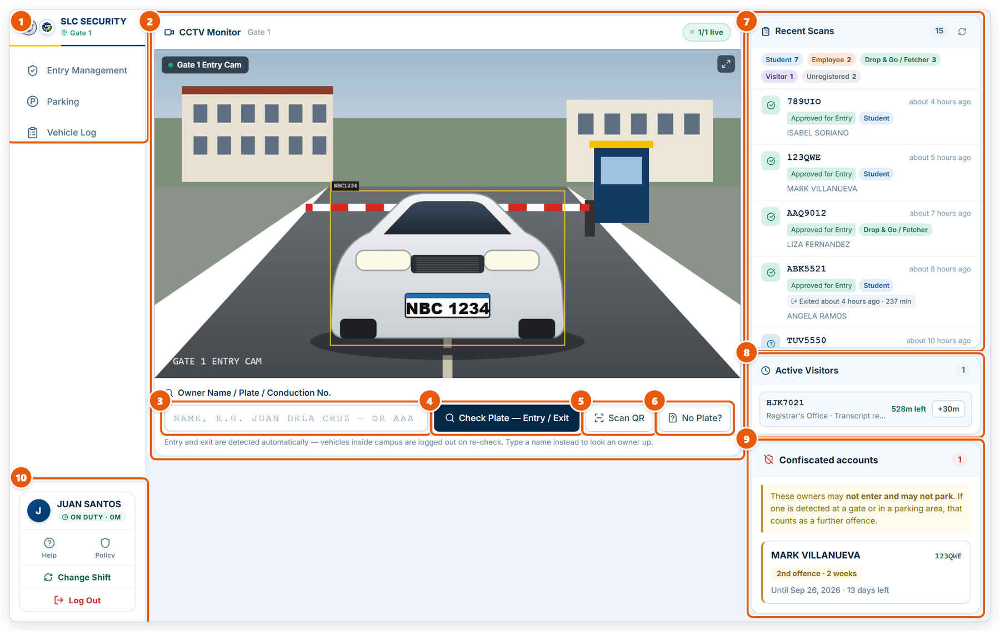 1
SLC SECURITY
Gate 1
Entry Management
Parking
Vehicle Log
10
JUAN SANTOS
J
ON DUTY · 0M
Help
Policy
Change Shift
Log Out
2
CCTV Monitor
Gate 1
1/1 live
Gate 1 Entry Cam
NBC1234
NBC 1234
GATE 1 ENTRY CAM
Owner Name / Plate / Conduction No.
3
NAME, E.G. JUAN DELA CRUZ — OR AAA
4
Check Plate — Entry / Exit
5
Scan QR
6
No Plate?
Entry and exit are detected automatically — vehicles inside campus are logged out on re-check. Type a name instead to look an owner up.
7
Recent Scans
15
Student 7
Employee 2
Drop & Go / Fetcher 3
Visitor 1
Unregistered 2
789UIO
about 4 hours ago
Approved for Entry
Student
ISABEL SORIANO
123QWE
about 5 hours ago
Approved for Entry
Student
MARK VILLANUEVA
AAQ9012
about 7 hours ago
Approved for Entry
Drop & Go / Fetcher
LIZA FERNANDEZ
ABK5521
about 8 hours ago
Approved for Entry
Student
Exited about 4 hours ago · 237 min
ANGELA RAMOS
TUV5550
about 10 hours ago
8
Active Visitors
1
HJK7021
Registrar's Office · Transcript re...
528m left
+30m
9
Confiscated accounts
1
These owners may not enter and may not park. If
one is detected at a gate or in a parking area, that
counts as a further offence.
MARK VILLANUEVA
123QWE
2nd offence · 2 weeks
Until Sep 26, 2026 · 13 days left